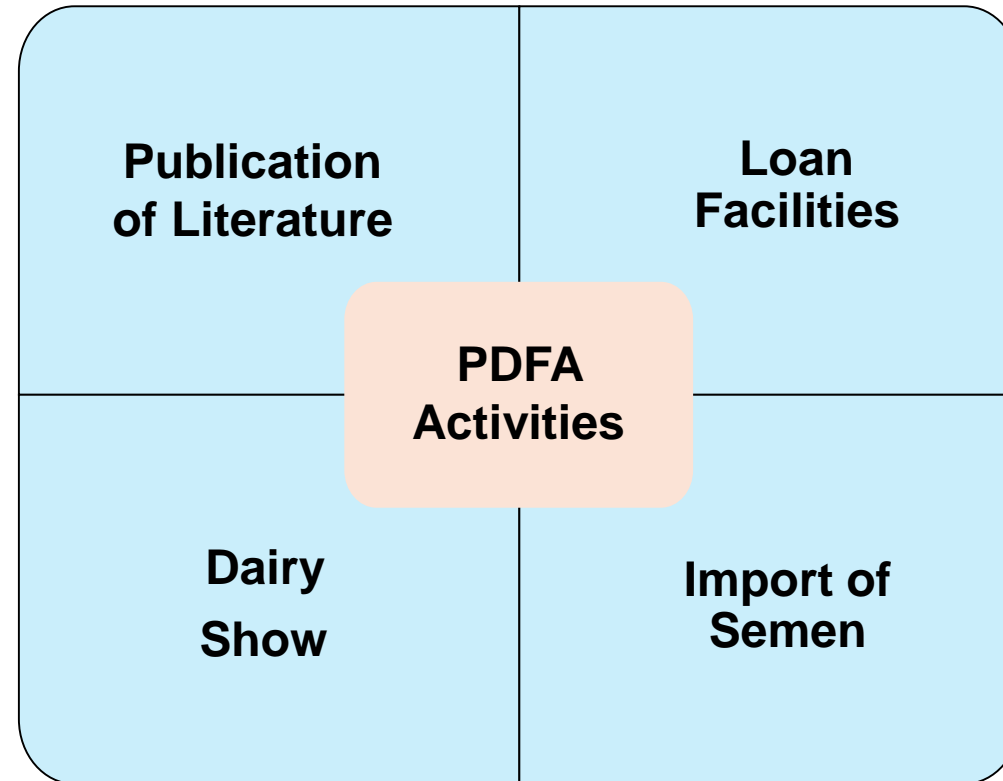 Publication
of Literature
Loan
Facilities
PDFA
Activities
Dairy
Show
Import of
Semen